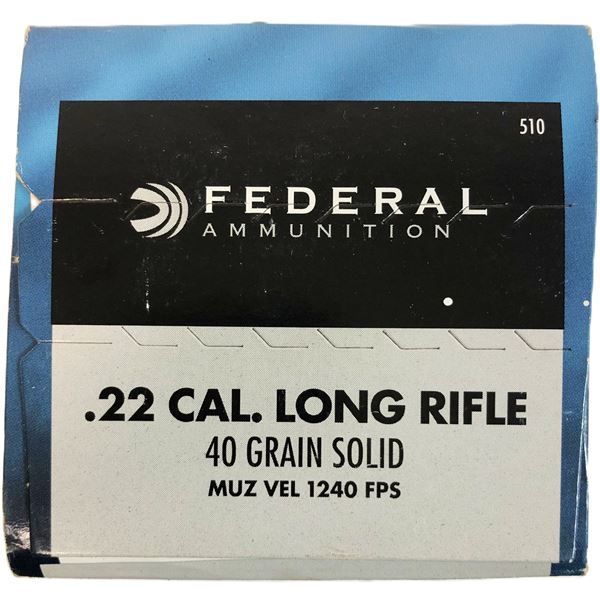 510
FEDERAL
AMMUNITION
.22 CAL. LONG RIFLE
40 GRAIN SOLID
MUZ VEL 1240 FPS